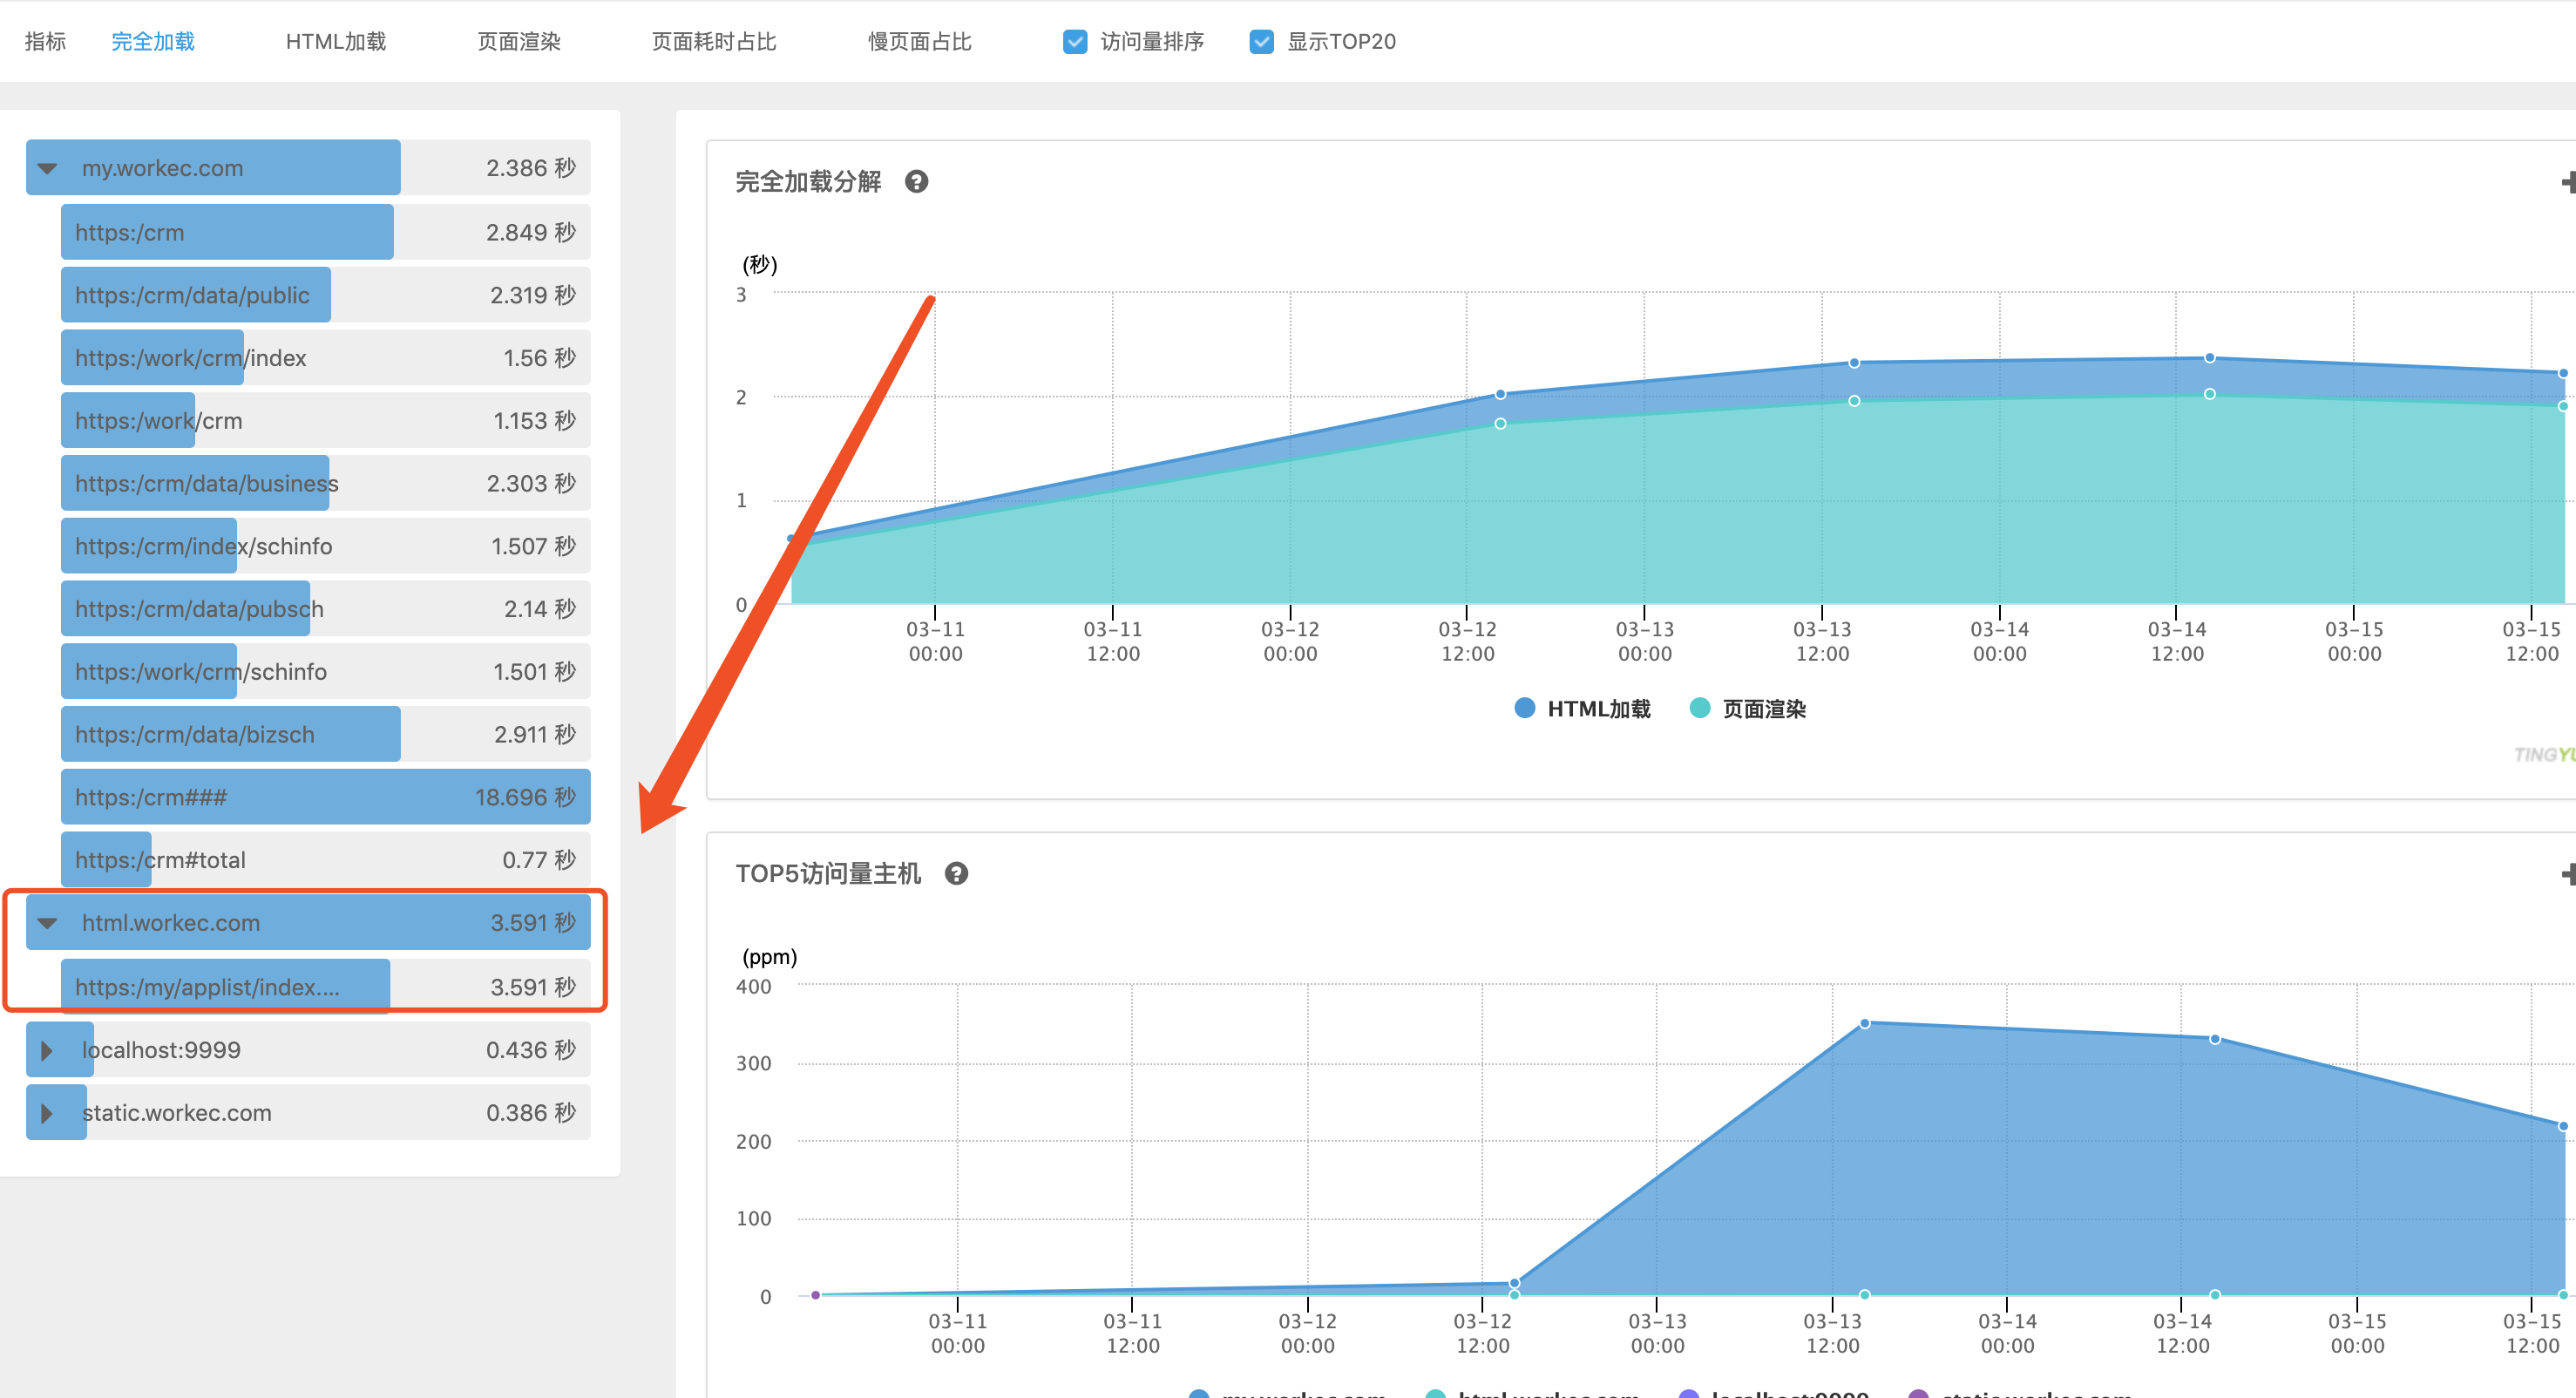 指标 完全加载 HTML加载 页面渲染 页面耗时占比 慢页面占比 访问量排序 显示TOP20
my.workec.com 2.386 秒
https:/crm 2.849 秒
https:/crm/data/public 2.319 秒
https:/work/crm/index 1.56 秒
https:/work/crm 1.153 秒
https:/crm/data/business 2.303 秒
https:/crm/index/schinfo 1.507 秒
https:/crm/data/pubsch 2.14 秒
https:/work/crm/schinfo 1.501 秒
https:/crm/data/bizsch 2.911 秒
https:/crm### 18.696 秒
https:/crm#total 0.77 秒
html.workec.com 3.591 秒
https:/my/applist/index.... 3.591 秒
localhost:9999 0.436 秒
static.workec.com 0.386 秒
完全加载分解
(秒)
3
2
1
0
03-11 03-11 03-12 03-12 03-13 03-13 03-14 03-14 03-15 03-15
00:00 12:00 00:00 12:00 00:00 12:00 00:00 12:00 00:00 12:00
HTML加载 页面渲染
TINGYU
TOP5访问量主机
(ppm)
400
300
200
100
0
03-11 03-11 03-12 03-12 03-13 03-13 03-14 03-14 03-15 03-15
00:00 12:00 00:00 12:00 00:00 12:00 00:00 12:00 00:00 12:00
my.workec.com html.workec.com localhost:9999 static.workec.com